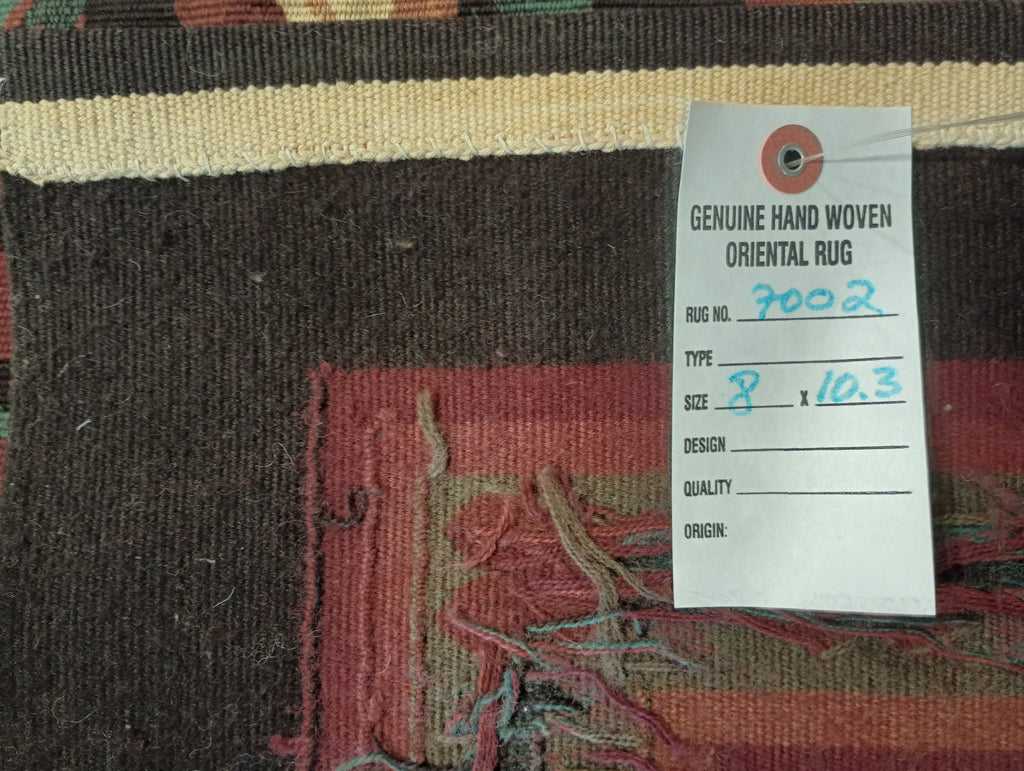 GENUINE HAND WOVEN
ORIENTAL RUG
RUG NO. 7002
TYPE
SIZE 8 X 10.3
DESIGN
QUALITY
ORIGIN: